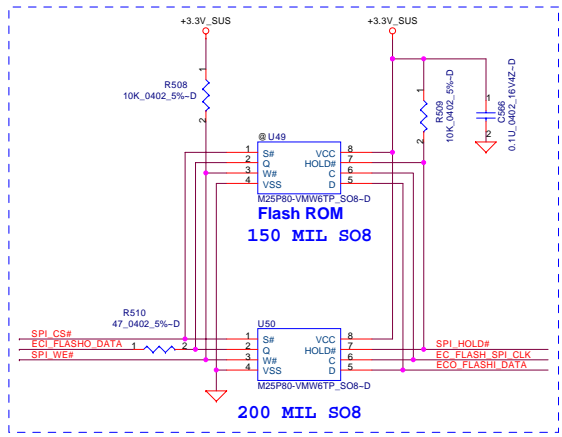 +3.3V_SUS +3.3V_SUS
R508
10K_0402_5%~D
1
2
R509
10K_0402_5%~D
1
2
C566
0.1U_0402_16V4Z~D
1
2
@U49
1 S# VCC 8
2 Q HOLD# 7
3 W# C 6
4 VSS D 5
M25P80-VMW6TP_SO8~D
Flash ROM
150 MIL SO8
R510
47_0402_5%~D
1 2
U50
SPI_CS# 1 S# VCC 8
ECI_FLASHO_DATA 2 Q HOLD# 7 SPI_HOLD#
SPI_WE# 3 W# C 6 EC_FLASH_SPI_CLK
4 VSS D 5 ECO_FLASHI_DATA
M25P80-VMW6TP_SO8~D
200 MIL SO8